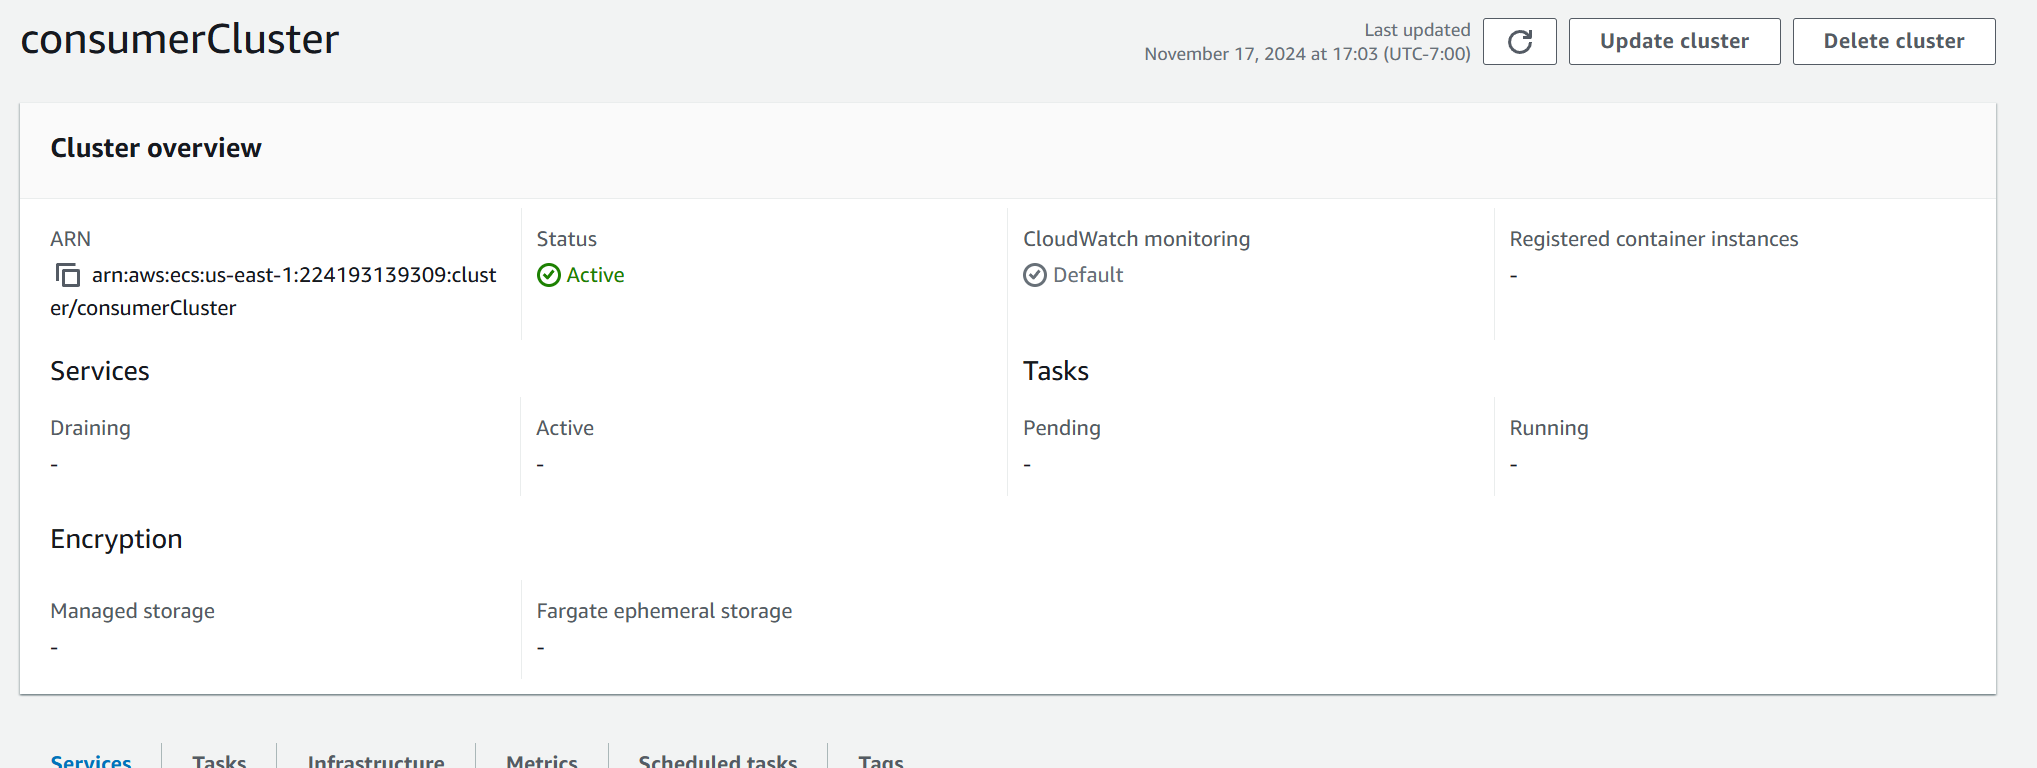 consumerCluster
Last updated
November 17, 2024 at 17:03 (UTC-7:00)
Update cluster
Delete cluster
Cluster overview
ARN
arn:aws:ecs:us-east-1:224193139309:clust
er/consumerCluster
Status
Active
CloudWatch monitoring
Default
Registered container instances
-
Services
Draining
-
Active
-
Tasks
Pending
-
Running
-
Encryption
Managed storage
-
Fargate ephemeral storage
-
Services
Tasks
Infrastructure
Metrics
Scheduled tasks
Tags